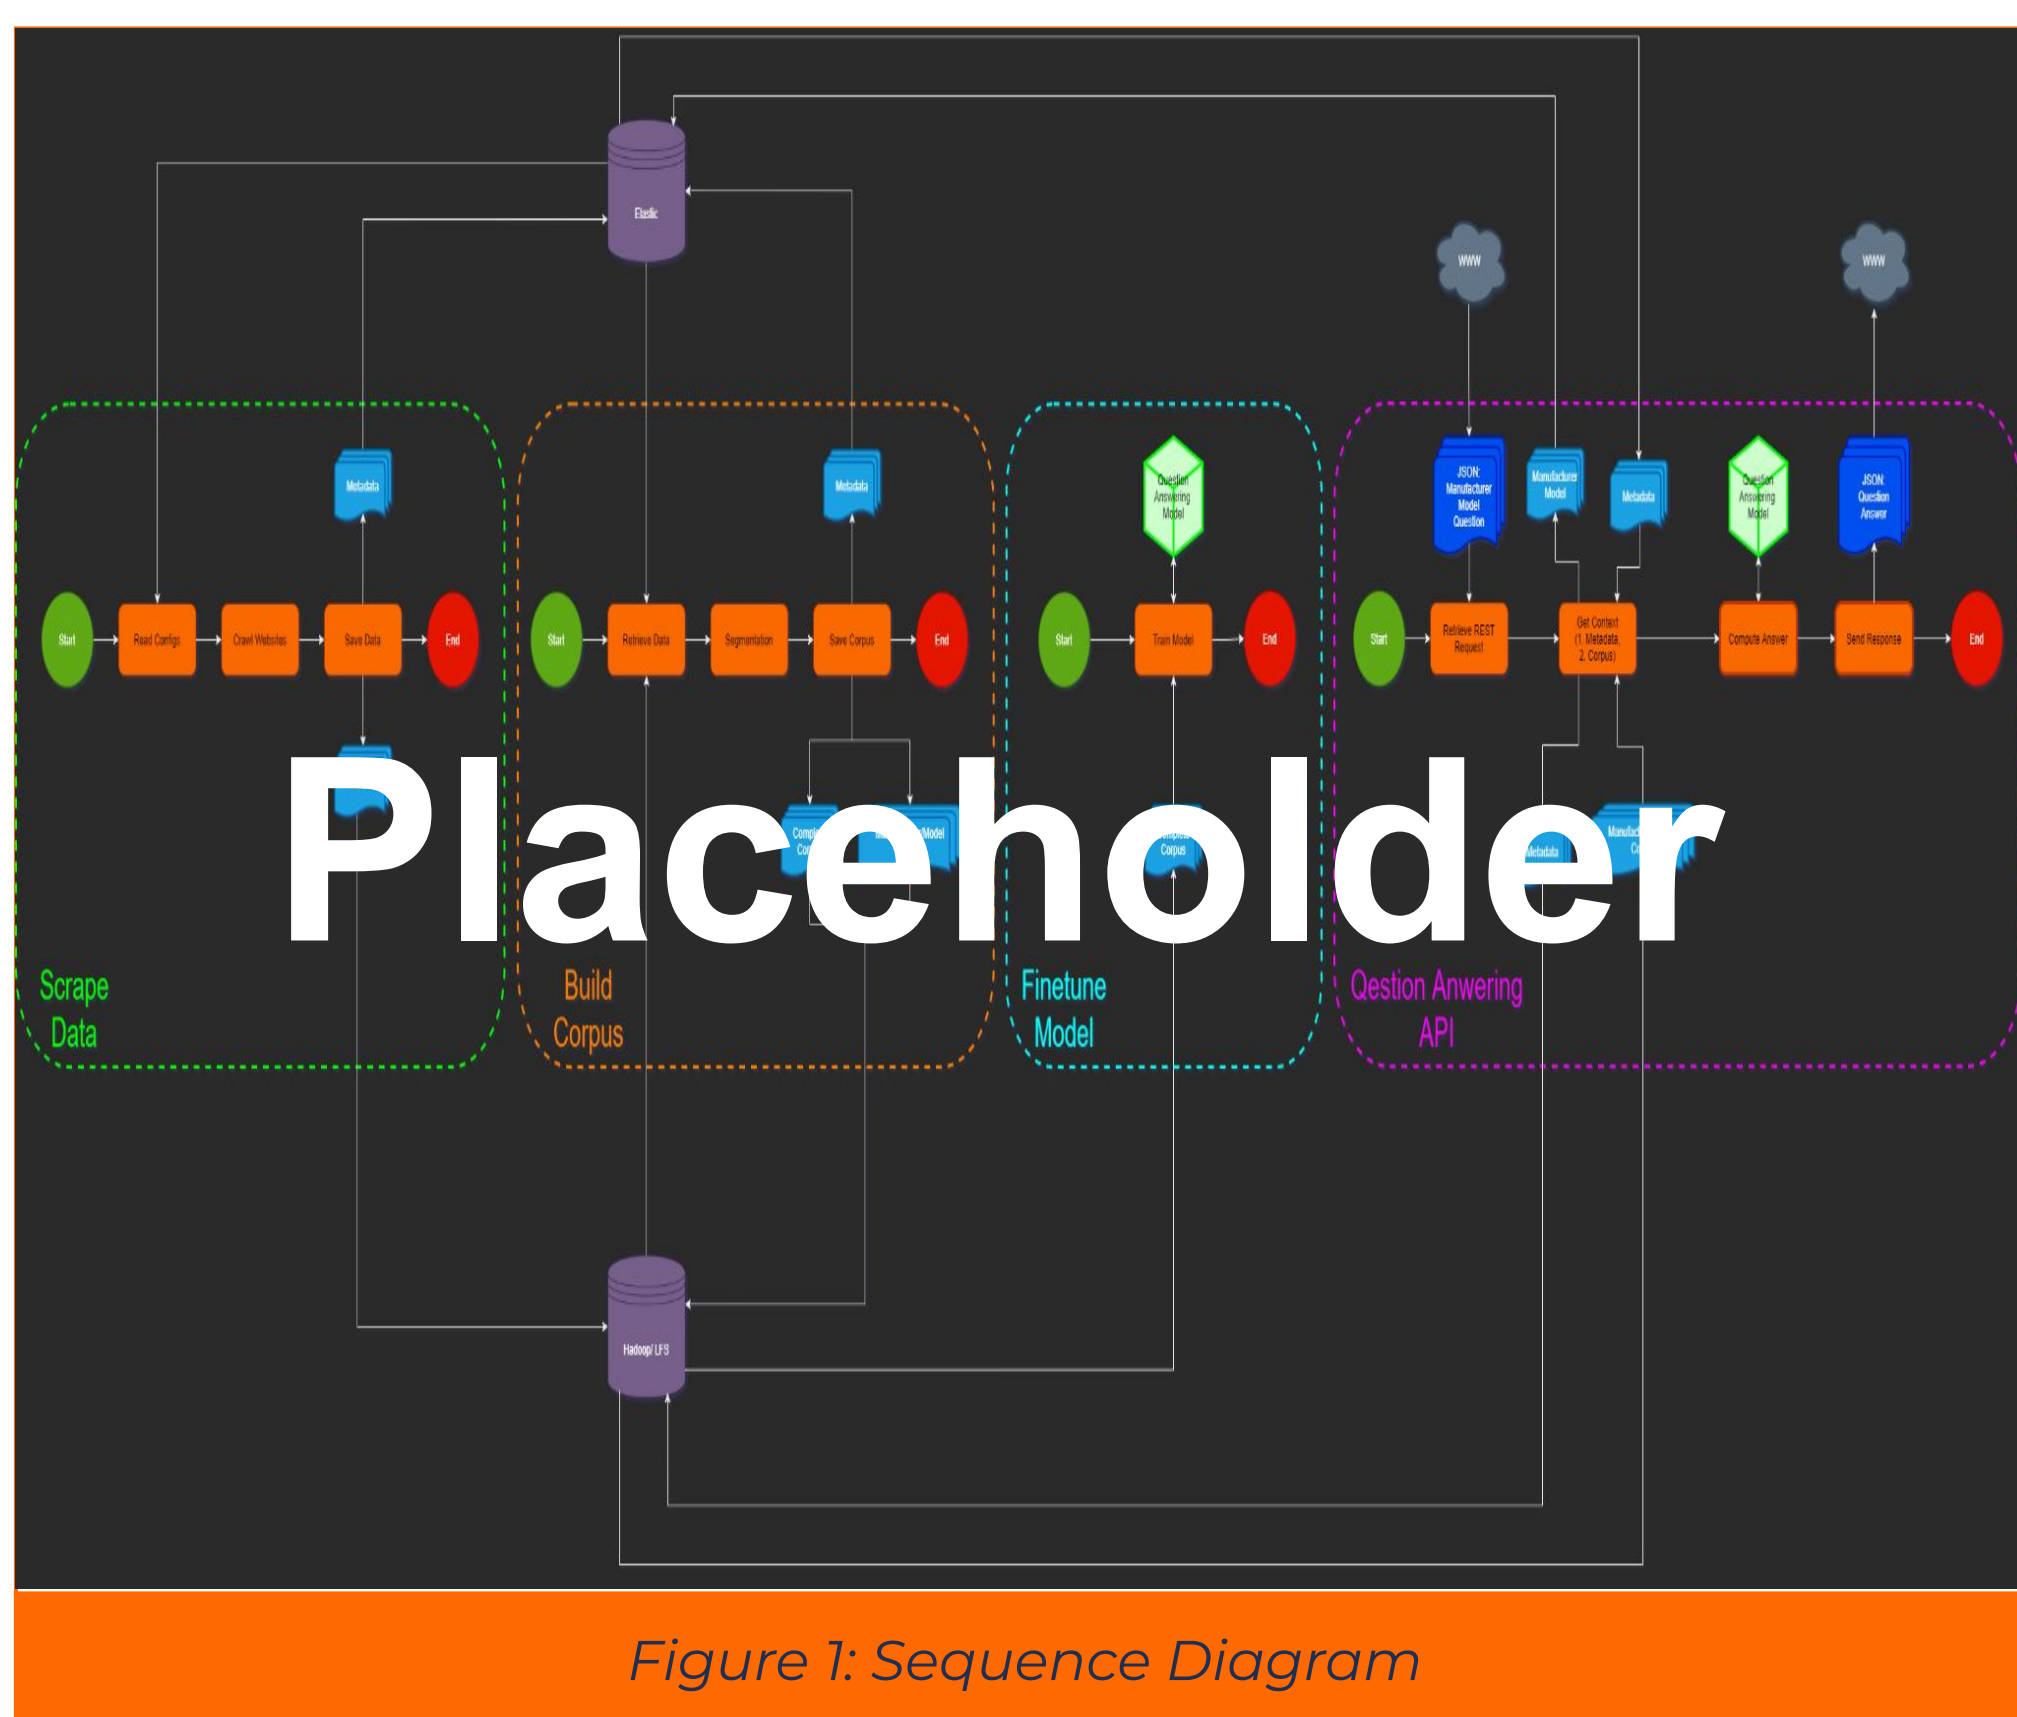 Elastic
WWW
WWW
Metadata
Metadata
Question
Answering
Model
JSON:
Manufacturer
Model
Question
Manufacturer
Model
Metadata
Question
Answering
Model
JSON:
Question
Answer
Start
Read Configs
Crawl Websites
Save Data
End
Start
Retrieve Data
Segmentation
Save Corpus
End
Start
Train Model
End
Start
Retrieve REST
Request
Get Context
(1. Metadata,
2. Corpus)
Compute Answer
Send Response
End
Placeholder
/Model
Corpus
Metadata
Scrape
Data
Build
Corpus
Finetune
Model
Qestion Anwering
API
Hadoop/ LFS
Figure 1: Sequence Diagram